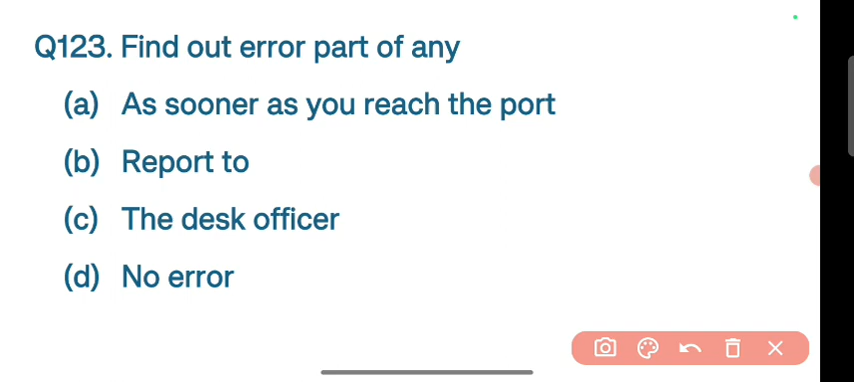 Q123. Find out error part of any
(a) As sooner as you reach the port
(b) Report to
(c) The desk officer
(d) No error